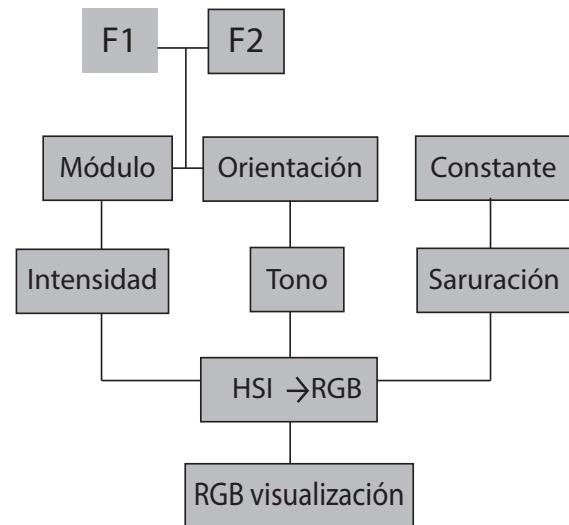 F1 F2
Módulo Orientación Constante
Intensidad Tono Saruración
HSI → RGB
RGB visualización